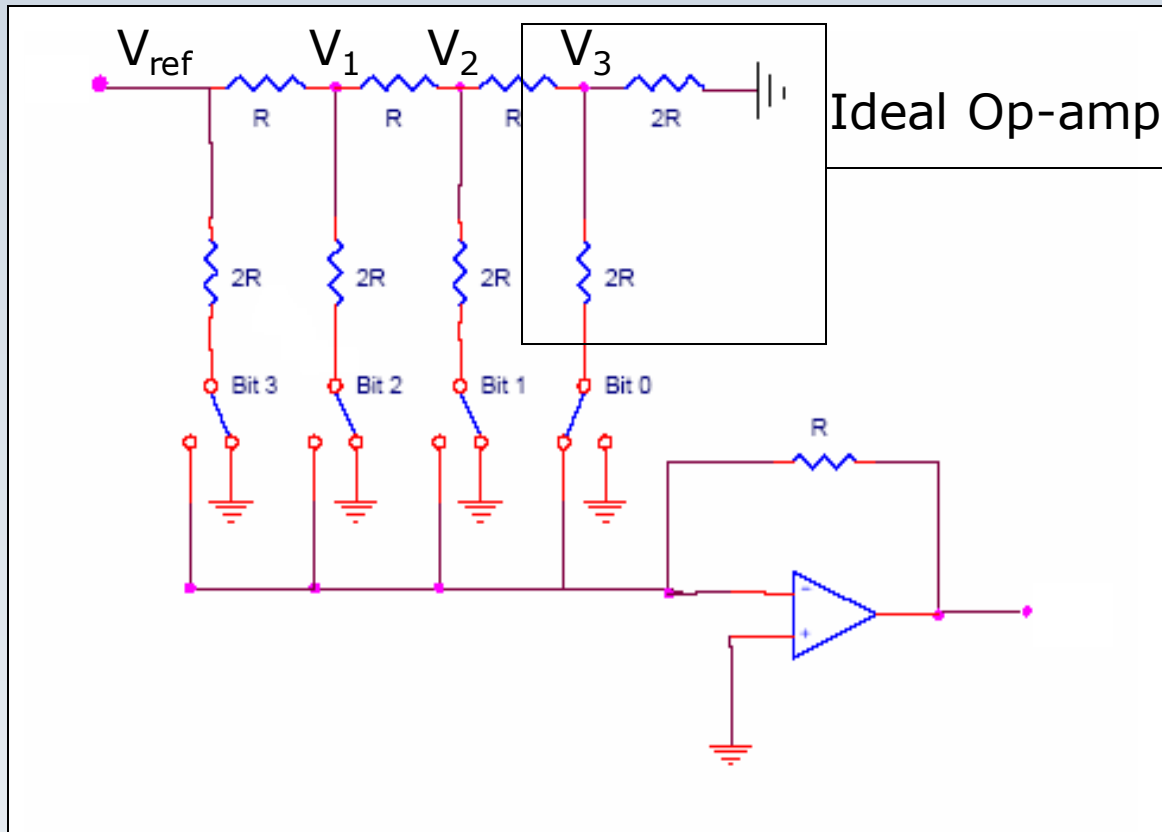 Vref V1 V2 V3
Ideal Op-amp
R R R 2R
2R 2R 2R 2R
Bit 3 Bit 2 Bit 1 Bit 0
R
-
+